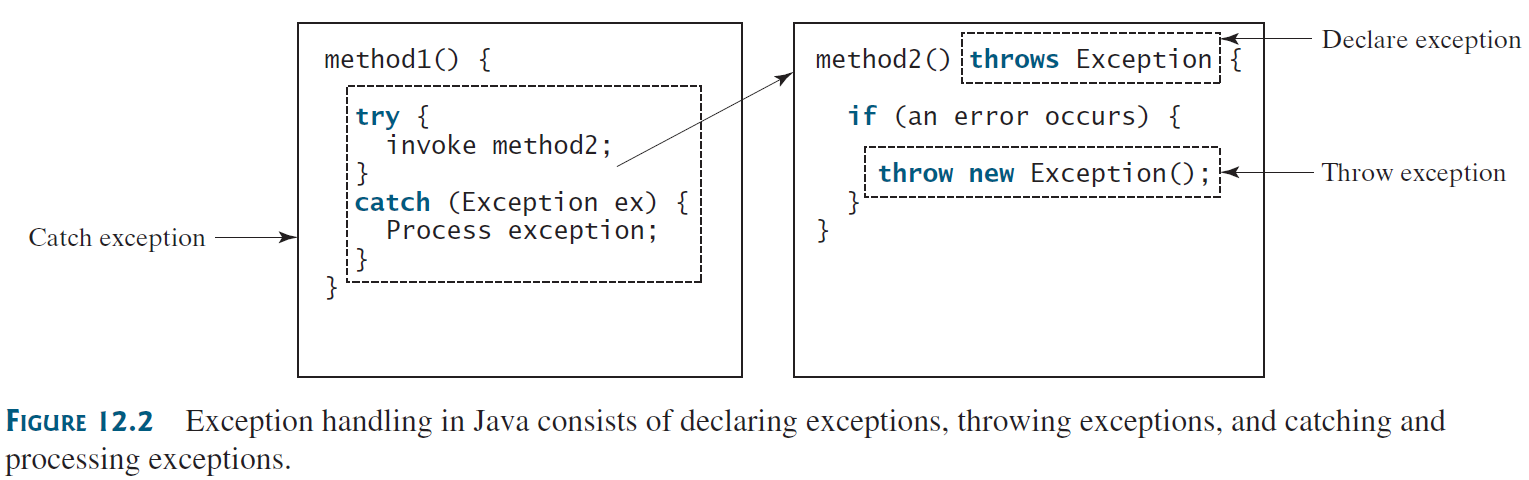 Catch exception
method1() {
try {
invoke method2;
}
catch (Exception ex) {
Process exception;
}
}
method2() throws Exception {
if (an error occurs) {
throw new Exception();
}
}
Declare exception
Throw exception
FIGURE 12.2 Exception handling in Java consists of declaring exceptions, throwing exceptions, and catching and
processing exceptions.